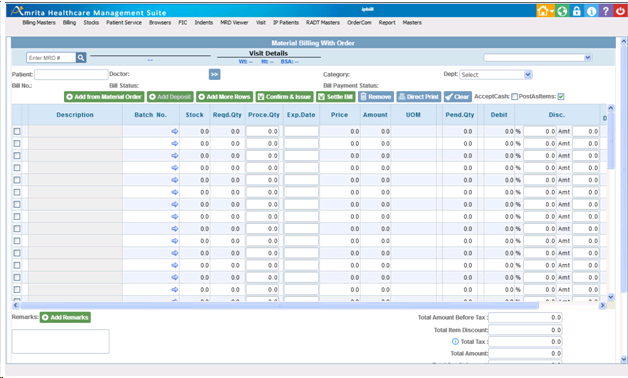 Amrita Healthcare Management Suite ipbill
Billing Masters Billing Stocks Patient Service Browsers FIC Indents MRD Viewer Visit IP Patients RADT Masters OrderCom Report Masters
Material Billing With Order
Visit Details
Enter MRD # -- Wt: -- Ht: -- BSA: --
Patient: Doctor: >> Category: Dept: Select
Bill No.: Bill Status: Bill Payment Status:
Add from Material Order Add Deposit Add More Rows Confirm & Issue Settle Bill Remove Direct Print Clear AcceptCash: PostAsItems:
Description Batch No. Stock Reqd.Qty Proce.Qty Exp.Date Price Amount UOM Pend.Qty Debit Disc. D
0.0 0.0 0.0 0.0 0.0 0.0 0.0 % 0.0 Amt 0.0
0.0 0.0 0.0 0.0 0.0 0.0 0.0 % 0.0 Amt 0.0
0.0 0.0 0.0 0.0 0.0 0.0 0.0 % 0.0 Amt 0.0
0.0 0.0 0.0 0.0 0.0 0.0 0.0 % 0.0 Amt 0.0
0.0 0.0 0.0 0.0 0.0 0.0 0.0 % 0.0 Amt 0.0
0.0 0.0 0.0 0.0 0.0 0.0 0.0 % 0.0 Amt 0.0
0.0 0.0 0.0 0.0 0.0 0.0 0.0 % 0.0 Amt 0.0
0.0 0.0 0.0 0.0 0.0 0.0 0.0 % 0.0 Amt 0.0
0.0 0.0 0.0 0.0 0.0 0.0 0.0 % 0.0 Amt 0.0
0.0 0.0 0.0 0.0 0.0 0.0 0.0 % 0.0 Amt 0.0
0.0 0.0 0.0 0.0 0.0 0.0 0.0 % 0.0 Amt 0.0
0.0 0.0 0.0 0.0 0.0 0.0 0.0 % 0.0 Amt 0.0
0.0 0.0 0.0 0.0 0.0 0.0 0.0 % 0.0 Amt 0.0
0.0 0.0 0.0 0.0 0.0 0.0 0.0 % 0.0 Amt 0.0
Remarks: Add Remarks Total Amount Before Tax : 0.0
Total Item Discount: 0.0
Total Tax : 0.0
Total Amount: 0.0